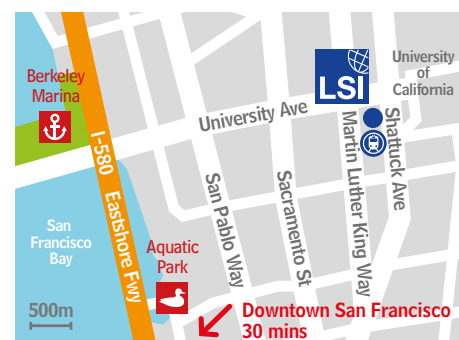 LSI
University
of
California
Berkeley
Marina
University Ave
I-580 Eastshore Fwy
San Pablo Way
Sacramento St
Martin Luther King Way
Shattuck Ave
San
Francisco
Bay
Aquatic
Park
500m
Downtown San Francisco
30 mins